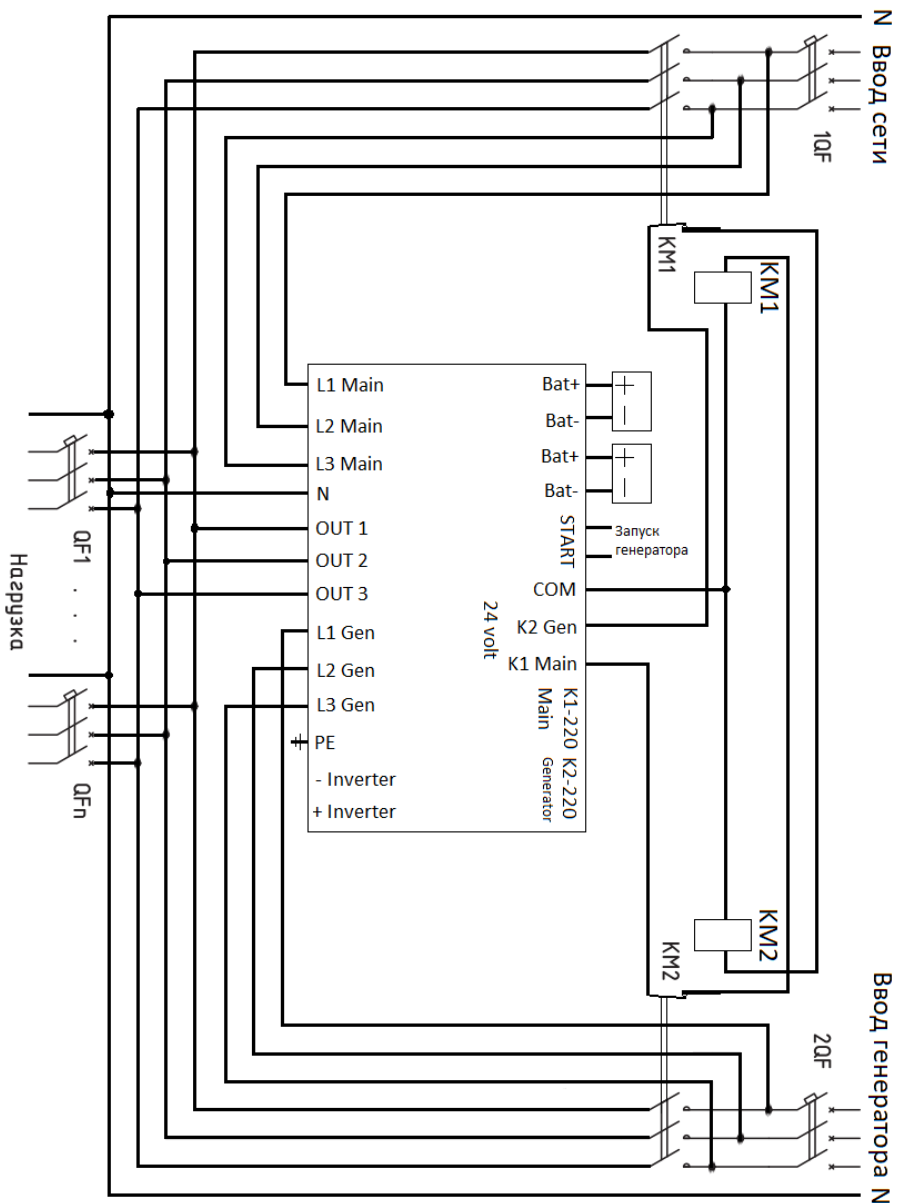 N
Ввод сети
1QF
KM1
KM1
L1 Main
L2 Main
L3 Main
N
OUT 1
OUT 2
OUT 3
L1 Gen
L2 Gen
L3 Gen
PE
- Inverter
+ Inverter
Bat+
Bat-
Bat+
Bat-
START
COM
K2 Gen
K1 Main
24 volt
K1-220 K2-220
Main Generator
+
-
+
-
Запуск
генератора
QF1 . . . QFn
Нагрузка
KM2
KM2
2QF
Ввод генератора
N